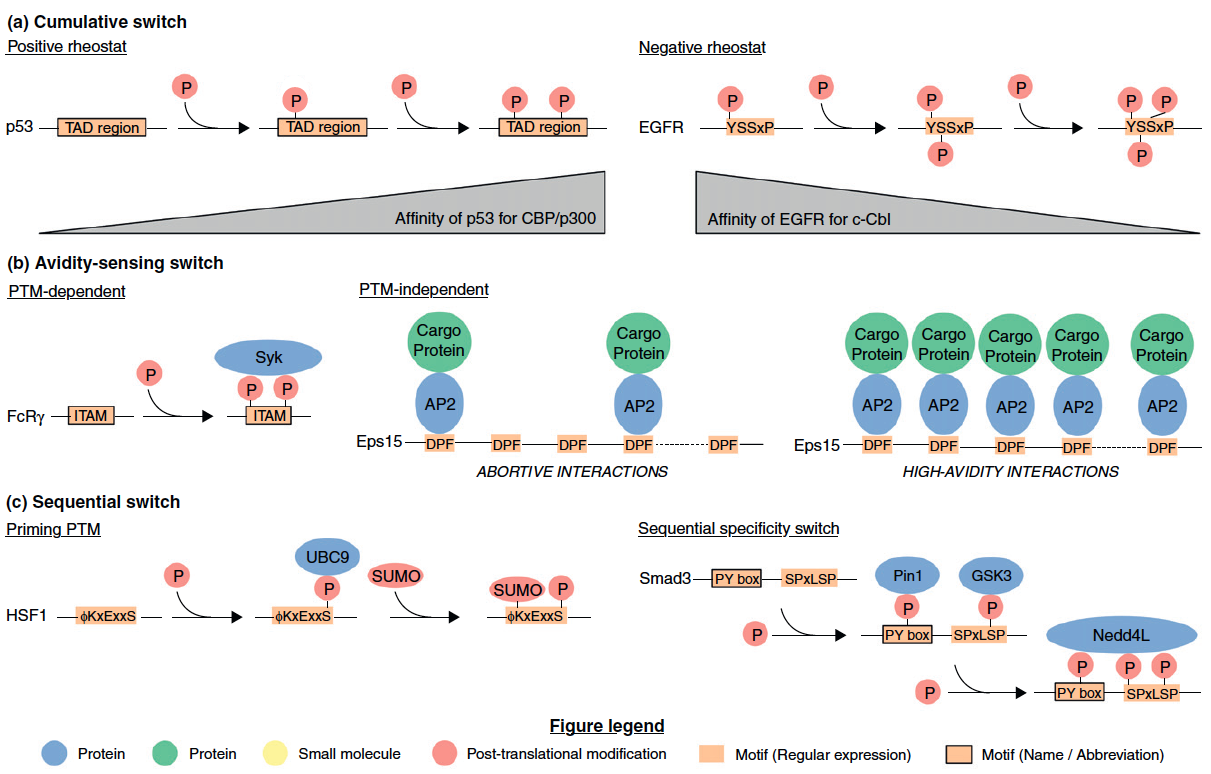 (a) Cumulative switch
Positive rheostat
Negative rheostat
P
P
P
P
P
p53
TAD region
TAD region
TAD region
P
P
P
P
P
P
EGFR
YSSxP
YSSxP
YSSxP
P
P
Affinity of p53 for CBP/p300
Affinity of EGFR for c-Cbl
(b) Avidity-sensing switch
PTM-dependent
PTM-independent
P
Syk
P
P
FcRγ
ITAM
ITAM
Cargo
Protein
Cargo
Protein
AP2
AP2
Eps15
DPF
DPF
DPF
DPF
DPF
ABORTIVE INTERACTIONS
Cargo
Protein
Cargo
Protein
Cargo
Protein
Cargo
Protein
Cargo
Protein
AP2
AP2
AP2
AP2
AP2
Eps15
DPF
DPF
DPF
DPF
DPF
HIGH-AVIDITY INTERACTIONS
(c) Sequential switch
Priming PTM
Sequential specificity switch
P
UBC9
P
SUMO
SUMO
P
HSF1
ϕKxExxS
ϕKxExxS
ϕKxExxS
Smad3
PY box
SPxLSP
Pin1
GSK3
P
P
P
PY box
SPxLSP
Nedd4L
P
P
P
P
PY box
SPxLSP
Figure legend
Protein
Protein
Small molecule
Post-translational modification
Motif (Regular expression)
Motif (Name / Abbreviation)